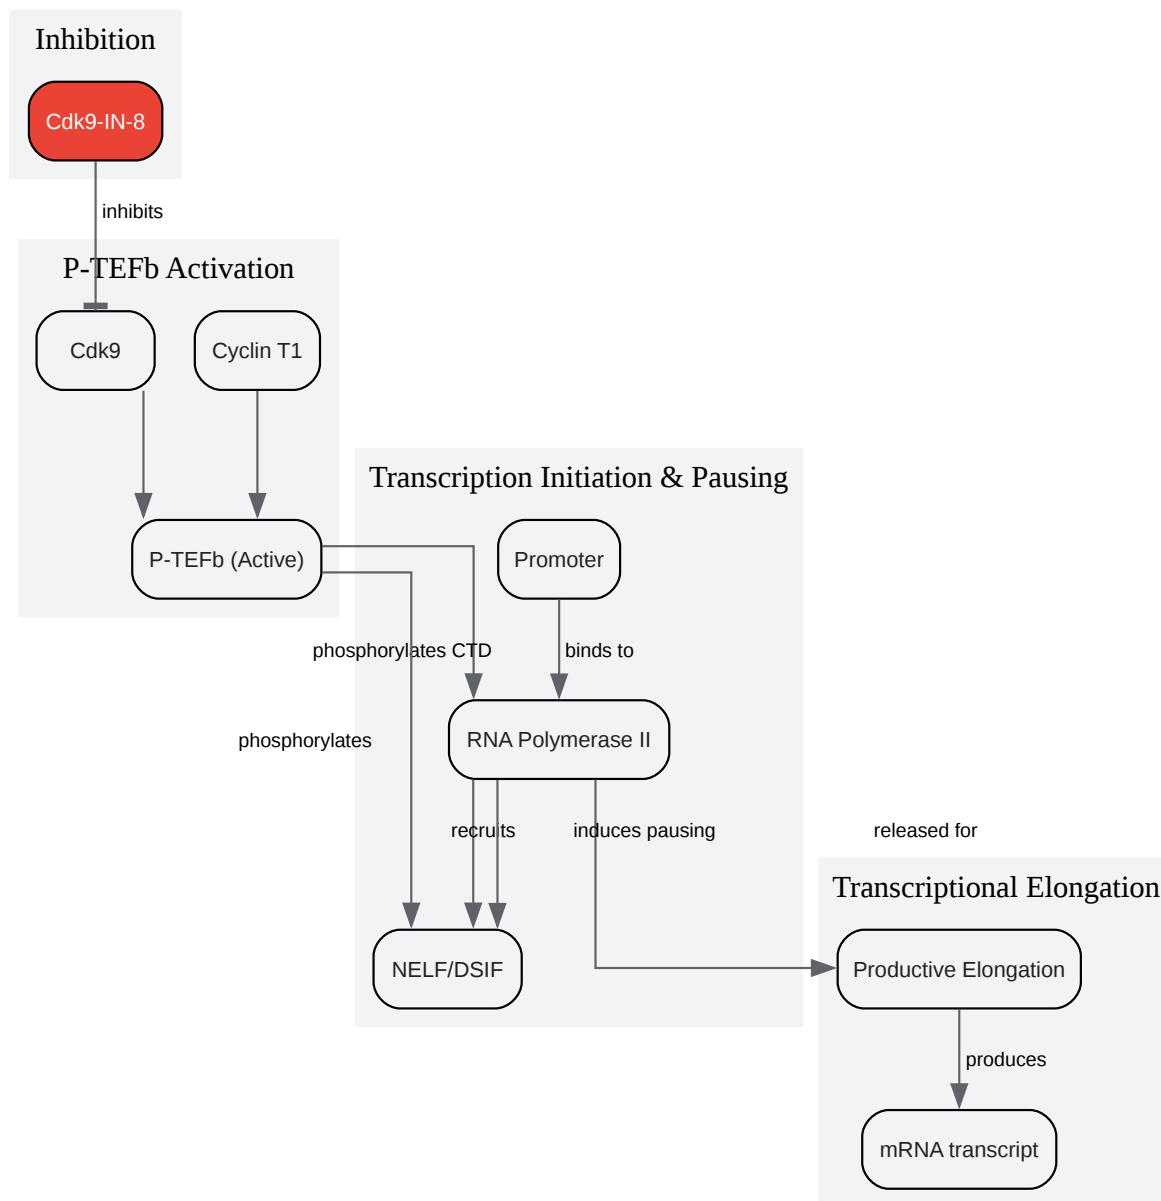 Inhibition
Cdk9-IN-8
inhibits
P-TEFb Activation
Cdk9
Cyclin T1
P-TEFb (Active)
Transcription Initiation & Pausing
Promoter
phosphorylates CTD
binds to
RNA Polymerase II
phosphorylates
recruits
induces pausing
released for
NELF/DSIF
Transcriptional Elongation
Productive Elongation
produces
mRNA transcript